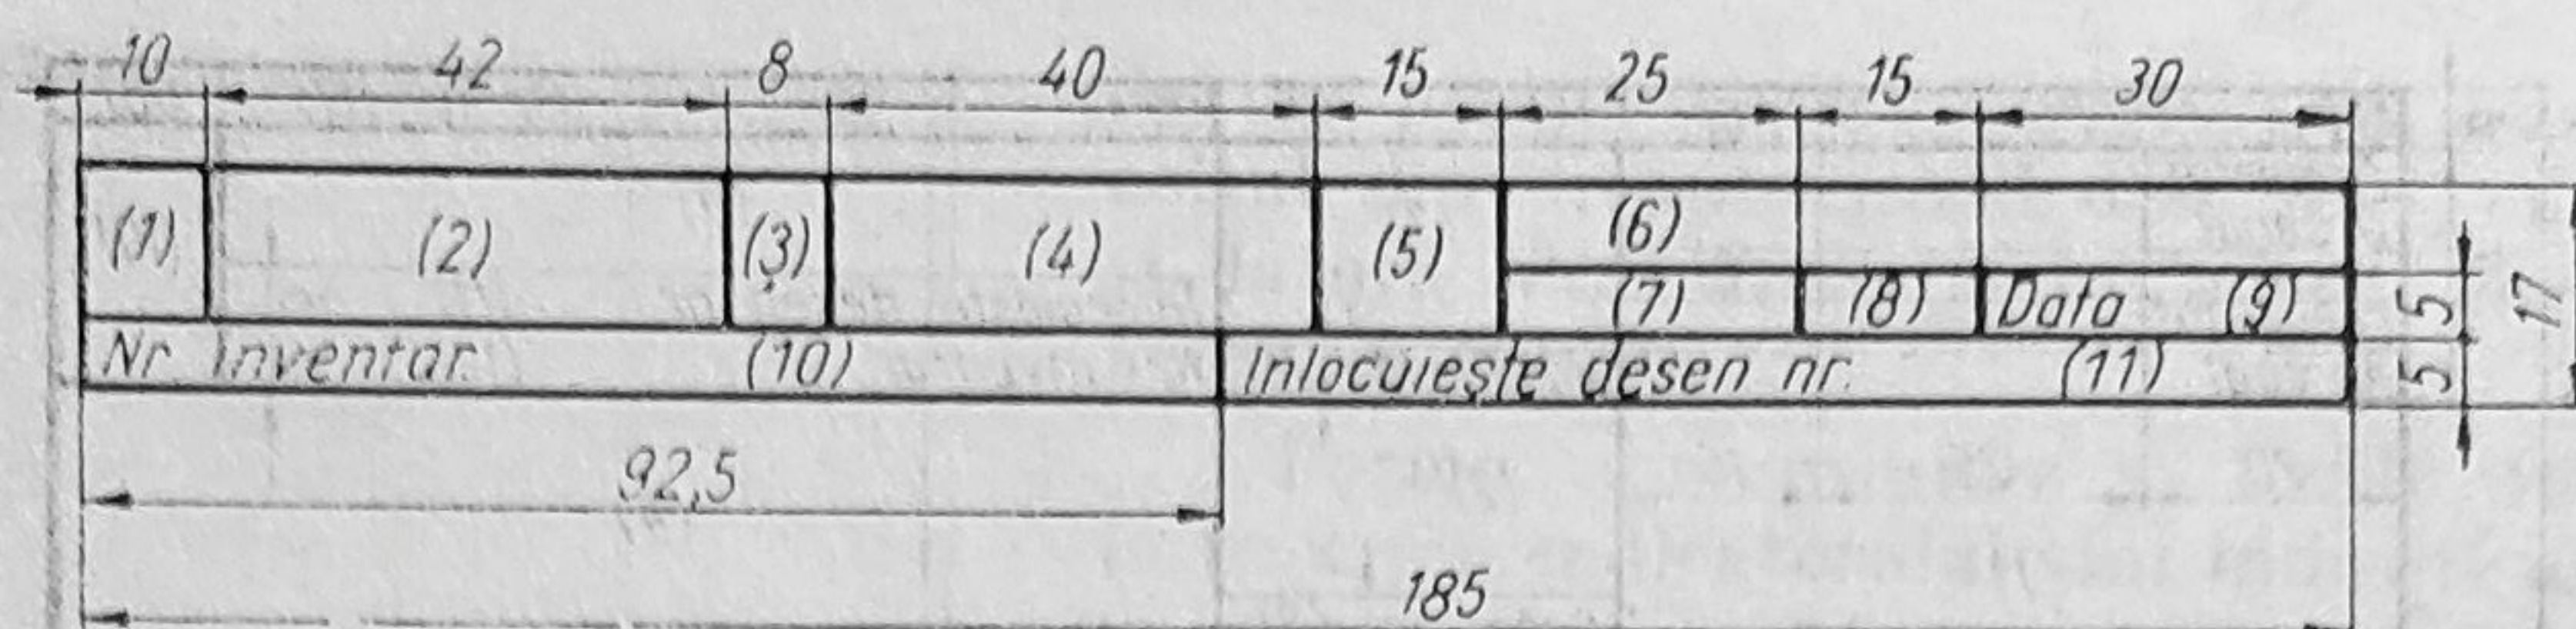 10 42 8 40 15 25 15 30
(1) (2) (3) (4) (5) (6)
(7) (8) Data (9) 5 17
Nr. inventar. (10) Inlocuiește desen nr. (11) 5
92,5
185